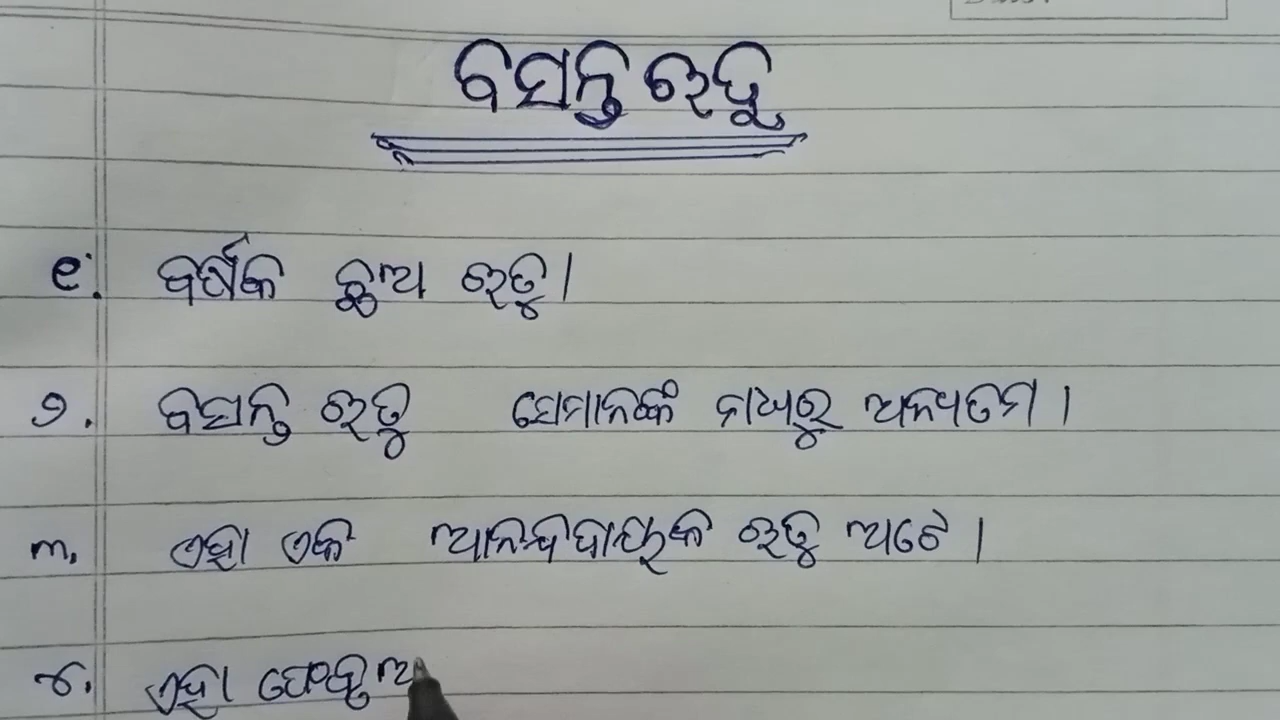 ବସନ୍ତ ଋତୁ
୧. ବର୍ଷକ ଛଅ ଋତୁ।
୨. ବସନ୍ତ ଋତୁ ସେମାନଙ୍କ ମଧ୍ୟରୁ ଅନ୍ୟତମ।
୩. ଏହା ଏକ ଆନନ୍ଦଦାୟକ ଋତୁ ଅଟେ।
୪. ଏହା